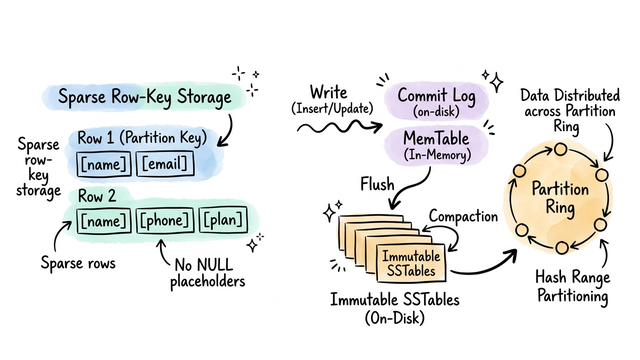 Sparse Row-Key Storage
Sparse
row-
key
storage
Row 1 (Partition Key)
[name] [email]
Row 2
[name] [phone] [plan]
Sparse rows
No NULL
placeholders
Write
(Insert/Update)
Commit Log
(on-disk)
MemTable
(In-Memory)
Flush
Compaction
Immutable
SSTables
Immutable SSTables
(On-Disk)
Data Distributed
across Partition
Ring
Partition
Ring
Hash Range
Partitioning